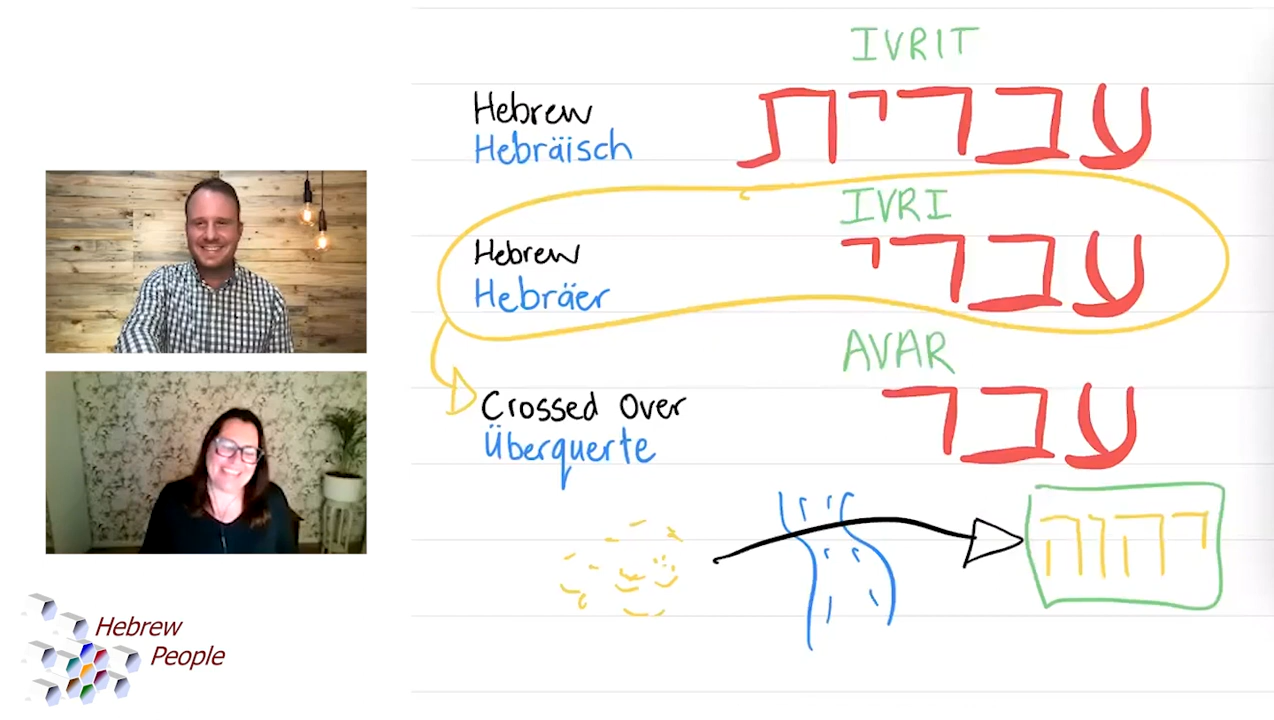 IVRIT
Hebrew עברית
Hebräisch
IVRI
Hebrew עברי
Hebräer
AVAR
Crossed Over עבר
Überquerte
יהוה
Hebrew
People